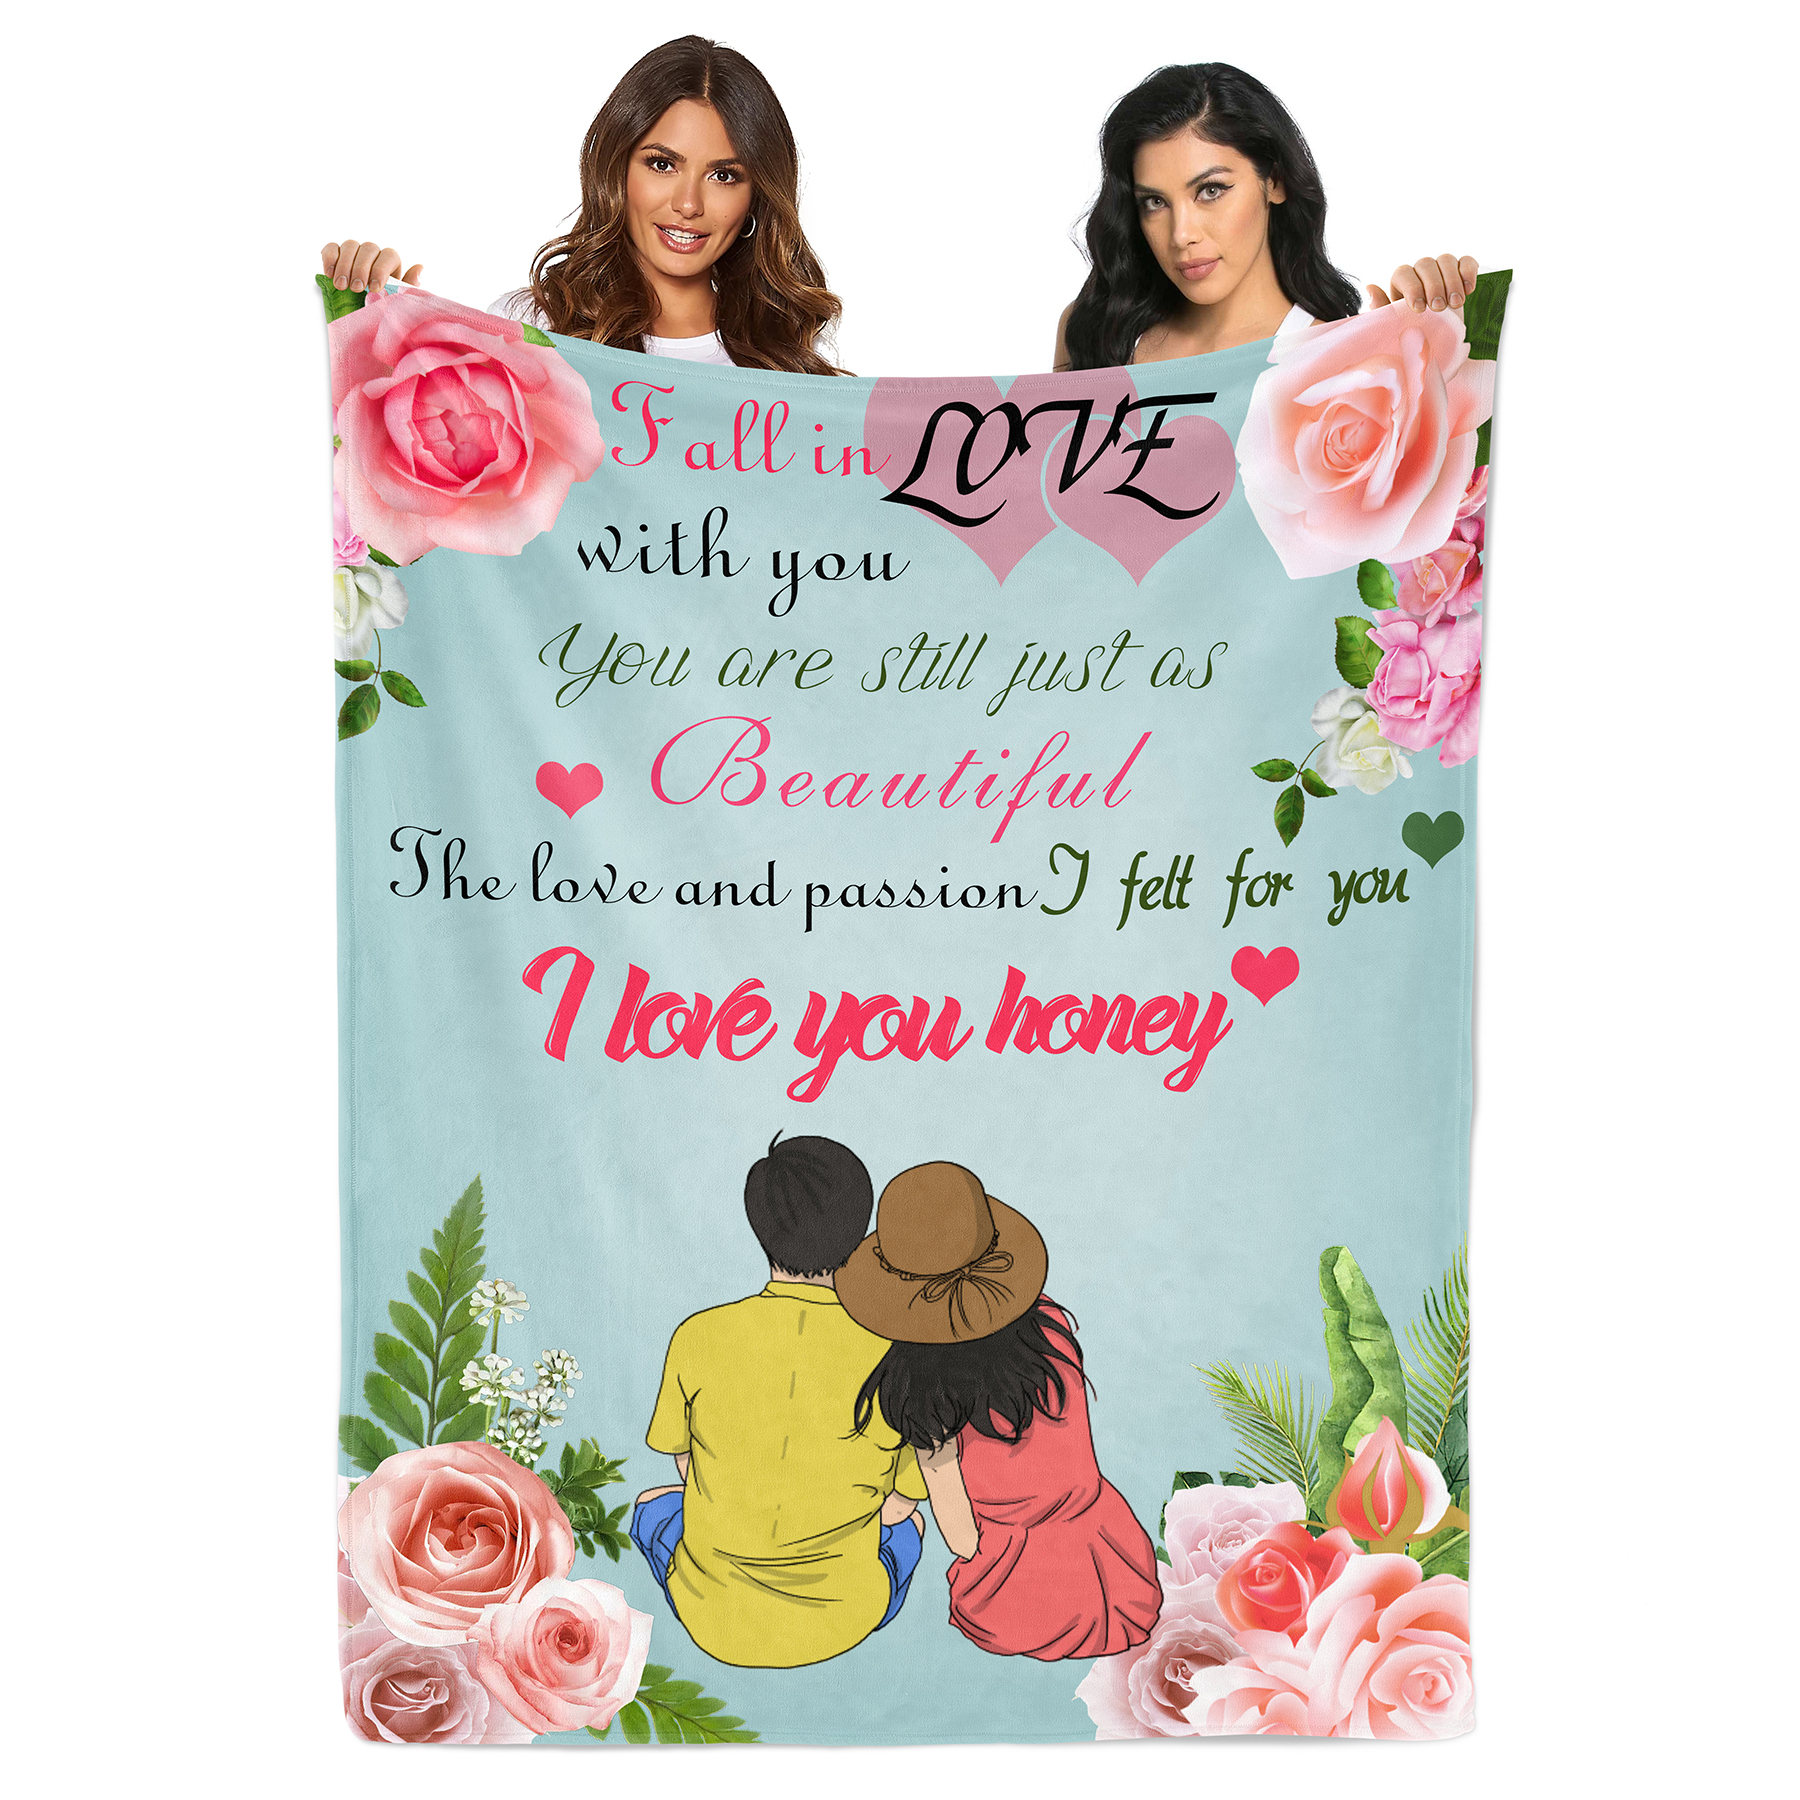 Fall in LOVE
with you
You are still just as
Beautiful
The love and passion I felt for you
I love you honey